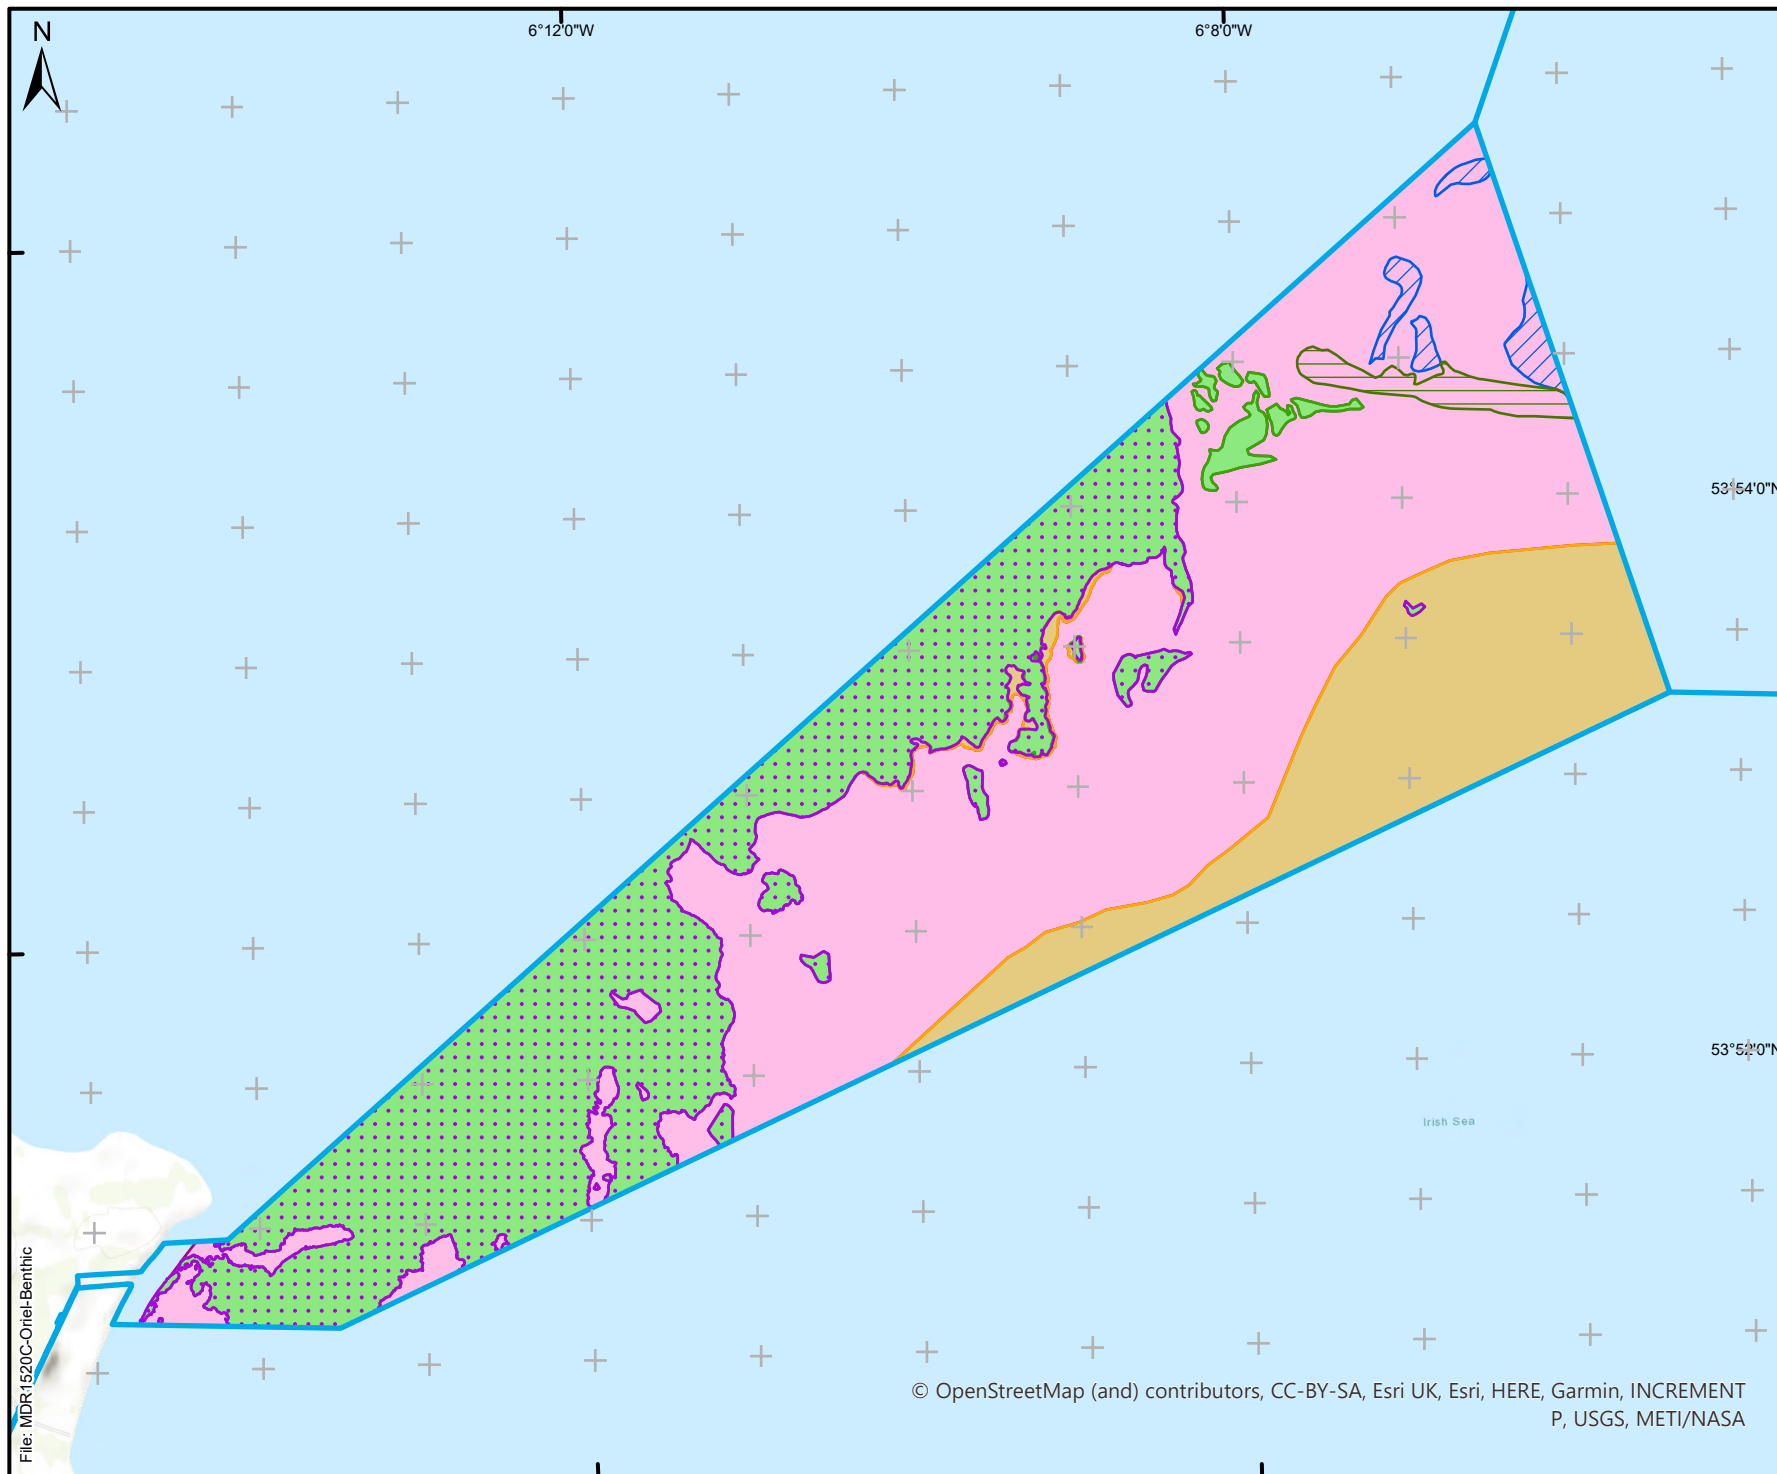 N
6°12'0"W
6°8'0"W
53°54'0"N
53°52'0"N
Irish Sea
File: MDR1520C-Oriel-Benthic
© OpenStreetMap (and) contributors, CC-BY-SA, Esri UK, Esri, HERE, Garmin, INCREMENT
P, USGS, METI/NASA